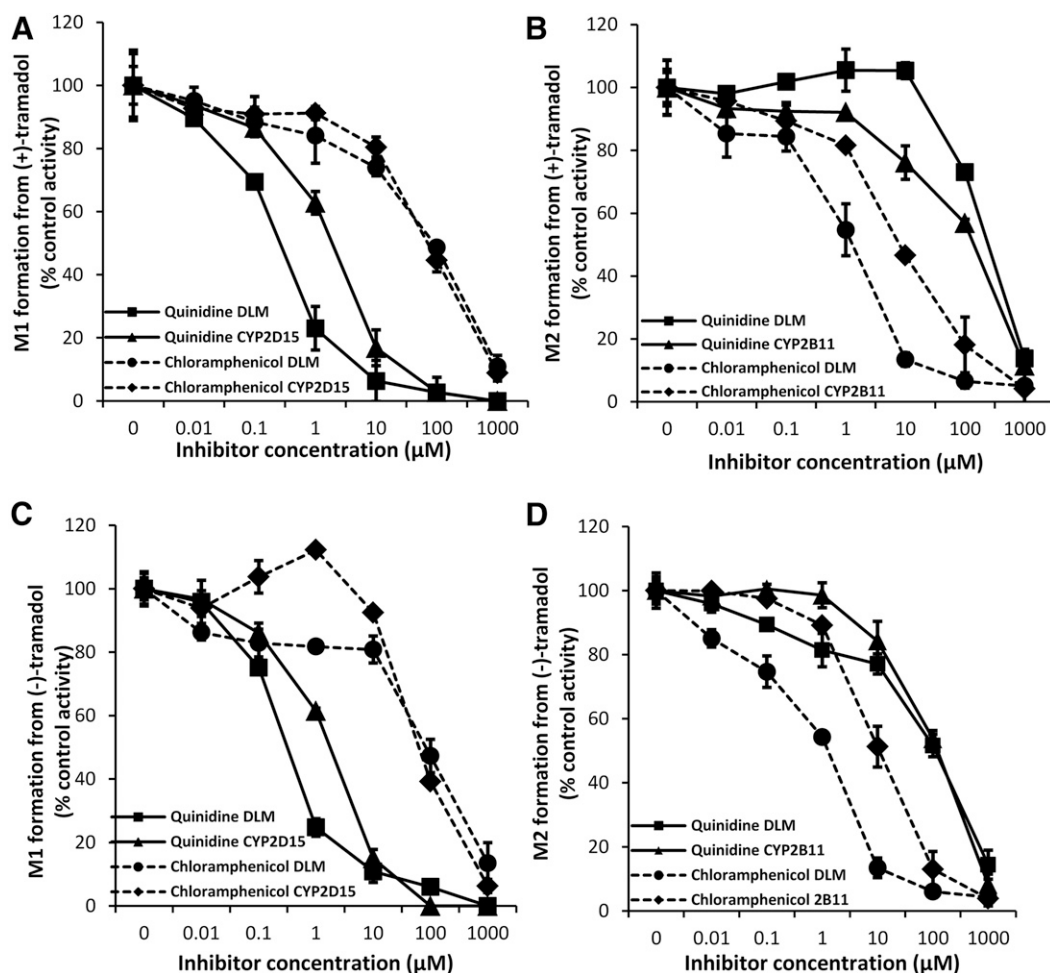 A
M1 formation from (+)-tramadol
(% control activity)
120
100
80
60
40
20
0
Quinidine DLM
Quinidine CYP2D15
Chloramphenicol DLM
Chloramphenicol CYP2D15
0 0.01 0.1 1 10 100 1000
Inhibitor concentration (µM)
B
M2 formation from (+)-tramadol
(% control activity)
120
100
80
60
40
20
0
Quinidine DLM
Quinidine CYP2B11
Chloramphenicol DLM
Chloramphenicol CYP2B11
0 0.01 0.1 1 10 100 1000
Inhibitor concentration (µM)
C
M1 formation from (-)-tramadol
(% control activity)
120
100
80
60
40
20
0
Quinidine DLM
Quinidine CYP2D15
Chloramphenicol DLM
Chloramphenicol CYP2D15
0 0.01 0.1 1 10 100 1000
Inhibitor concentration (µM)
D
M2 formation from (-)-tramadol
(% control activity)
120
100
80
60
40
20
0
Quinidine DLM
Quinidine CYP2B11
Chloramphenicol DLM
Chloramphenicol 2B11
0 0.01 0.1 1 10 100 1000
Inhibitor concentration (µM)